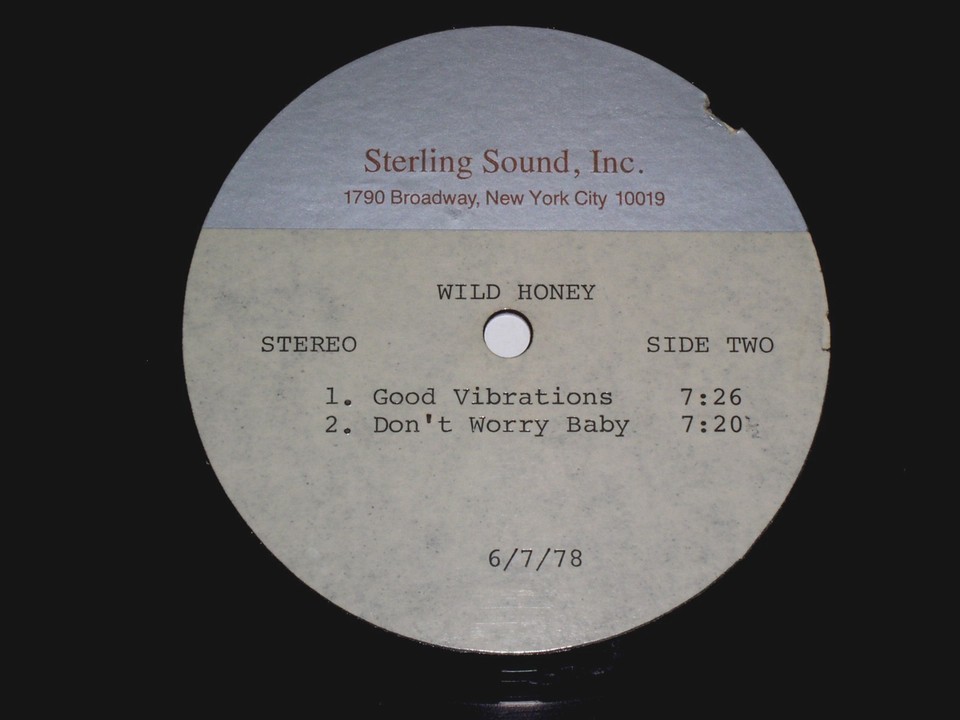 Sterling Sound, Inc.
1790 Broadway, New York City 10019
WILD HONEY
STEREO SIDE TWO
1. Good Vibrations 7:26
2. Don't Worry Baby 7:20
6/7/78